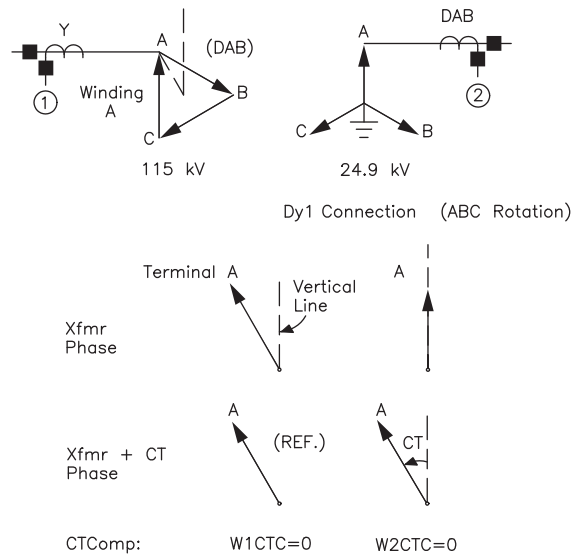 Y
A
(DAB)
1
Winding
A
B
C
115 kV
DAB
A
2
C
B
24.9 kV
Dy1 Connection (ABC Rotation)
Terminal A
Vertical
Line
A
Xfmr
Phase
A
(REF.)
A
CT
Xfmr + CT
Phase
CTComp:
W1CTC=0
W2CTC=0